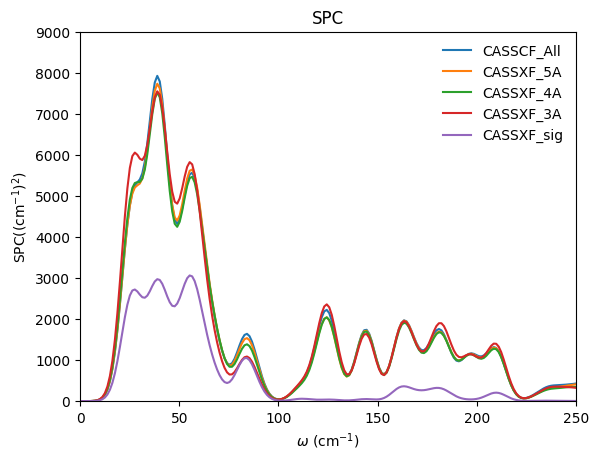 SPC
9000
8000
7000
6000
5000
4000
3000
2000
1000
0
SPC((cm⁻¹)²)
CASSCF_All
CASSXF_5A
CASSXF_4A
CASSXF_3A
CASSXF_sig
0 50 100 150 200 250
ω (cm⁻¹)